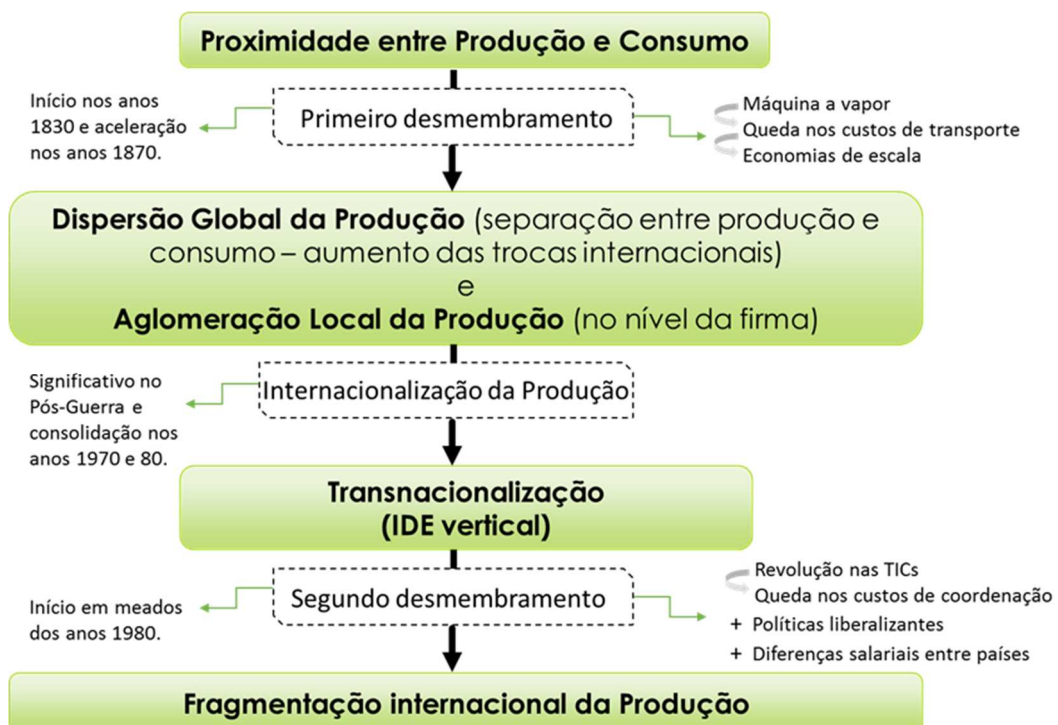 Proximidade entre Produção e Consumo
Início nos anos
1830 e aceleração
nos anos 1870.
Primeiro desmembramento
Máquina a vapor
Queda nos custos de transporte
Economias de escala
Dispersão Global da Produção (separação entre produção e
consumo – aumento das trocas internacionais)
e
Aglomeração Local da Produção (no nível da firma)
Significativo no
Pós-Guerra e
consolidação nos
anos 1970 e 80.
Internacionalização da Produção
Transnacionalização
(IDE vertical)
Início em meados
dos anos 1980.
Segundo desmembramento
Revolução nas TICs
Queda nos custos de coordenação
+ Políticas liberalizantes
+ Diferenças salariais entre países
Fragmentação internacional da Produção